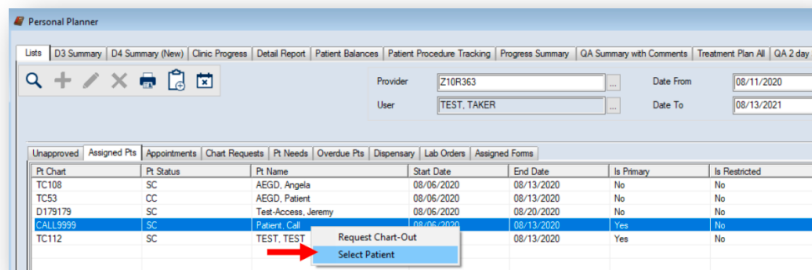 Personal Planner
Lists D3 Summary D4 Summary (New) Clinic Progress Detail Report Patient Balances Patient Procedure Tracking Progress Summary QA Summary with Comments Treatment Plan All QA 2 day
Provider Z10R363 ... Date From 08/11/2020
User TEST, TAKER ... Date To 08/13/2021
Unapproved Assigned Pts Appointments Chart Requests Pt Needs Overdue Pts Dispensary Lab Orders Assigned Forms
Pt Chart Pt Status Pt Name Start Date End Date Is Primary Is Restricted
TC108 SC AEGD, Angela 08/06/2020 08/13/2020 No No
TC53 CC AEGD, Patient 08/06/2020 08/13/2020 No No
D179179 SC Test-Access, Jeremy 08/06/2020 08/20/2020 No No
CALL9999 SC Patient, Call 08/06/2020 08/13/2020 Yes No
TC112 SC TEST, TEST 08/13/2020 Yes No
Request Chart-Out
Select Patient